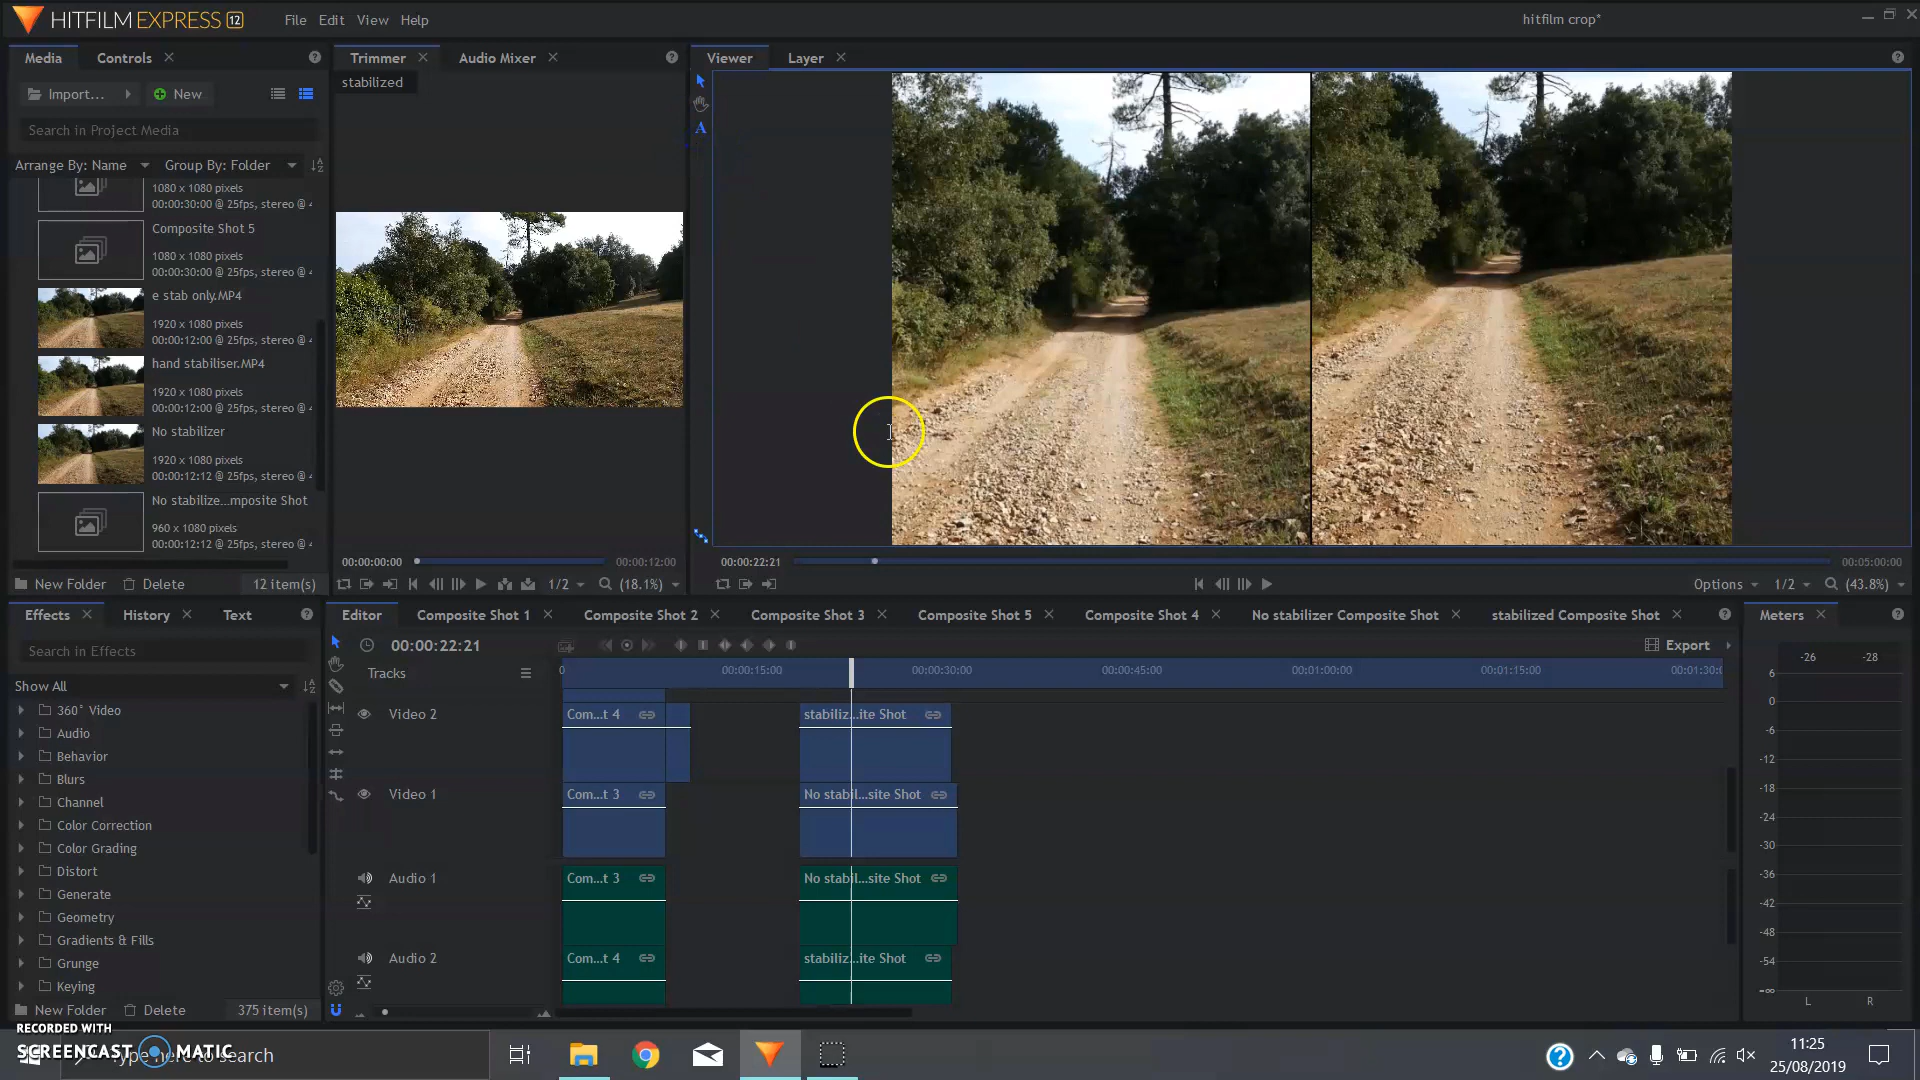 HITFILM EXPRESS 12
File Edit View Help
hitfilm crop*
Media Controls
Trimmer Audio Mixer
Viewer Layer
stabilized
Import... New
Search in Project Media
Arrange By: Name Group By: Folder
1080 x 1080 pixels
00:00:30:00 @ 25fps, stereo @
Composite Shot 5
1080 x 1080 pixels
00:00:30:00 @ 25fps, stereo @
e stab only.MP4
1920 x 1080 pixels
00:00:12:00 @ 25fps, stereo @
hand stabiliser.MP4
1920 x 1080 pixels
00:00:12:00 @ 25fps, stereo @
No stabilizer
1920 x 1080 pixels
00:00:12:12 @ 25fps, stereo @
No stabilize...mposite Shot
960 x 1080 pixels
00:00:12:12 @ 25fps, stereo @
New Folder Delete 12 item(s)
00:00:00:00 00:00:12:00
1/2 (18.1%)
00:00:22:21 00:05:00:00
Options 1/2 (43.8%)
Effects History Text
Search in Effects
Show All
360° Video
Audio
Behavior
Blurs
Channel
Color Correction
Color Grading
Distort
Generate
Geometry
Gradients & Fills
Grunge
Keying
New Folder Delete 375 item(s)
Editor Composite Shot 1 Composite Shot 2 Composite Shot 3 Composite Shot 5 Composite Shot 4 No stabilizer Composite Shot stabilized Composite Shot
00:00:22:21 Export
Tracks 0 00:00:15:00 00:00:30:00 00:00:45:00 00:01:00:00 00:01:15:00 00:01:30:0
Video 2 Com...t 4 stabiliz...ite Shot
Video 1 Com...t 3 No stabil...site Shot
Audio 1 Com...t 3 No stabil...site Shot
Audio 2 Com...t 4 stabiliz...ite Shot
Meters
-26 -28
6
0
-6
-12
-18
-24
-30
-36
-42
-48
-54
-∞
L R
RECORDED WITH
SCREENCAST MATIC
Type here to search
11:25
25/08/2019